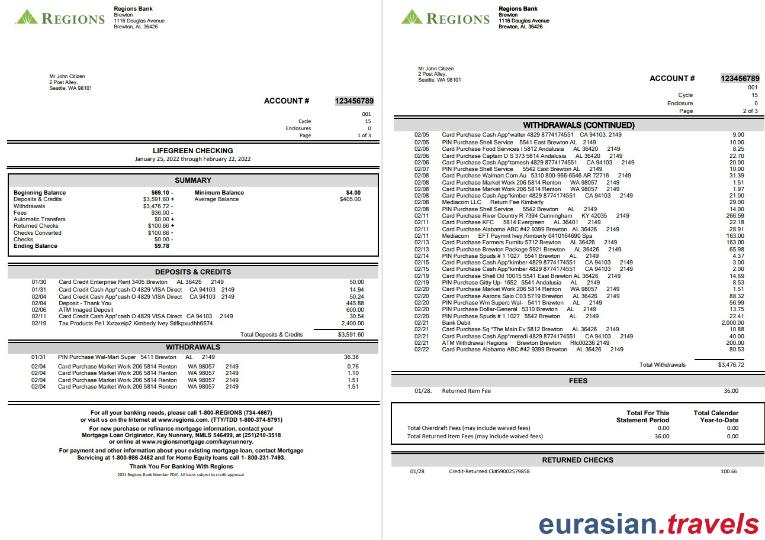 REGIONS
Regions Bank
Brewton
1116 Douglas Avenue
Brewton, AL 36426
Mr John Citizen
2 Post Alley,
Seattle, WA 98101
ACCOUNT # 123456789
001
Cycle 15
Enclosures 0
Page 1 of 3
LIFEGREEN CHECKING
January 25, 2022 through February 22, 2022
SUMMARY
Beginning Balance $69.10 - Minimum Balance $4.00
Deposits & Credits $3,591.60 + Average Balance $405.00
Withdrawals $3,476.72 -
Fees $36.00 -
Automatic Transfers $0.00 +
Returned Checks $100.66 +
Checks Converted $100.66 -
Checks $0.00 -
Ending Balance $9.78
DEPOSITS & CREDITS
01/30 Card Credit Enterprise Rent 3405 Brewton AL 36426 2149 50.00
01/31 Card Credit Cash App*cash O 4829 VISA Direct CA 94103 2149 14.94
02/04 Card Credit Cash App*cash O 4829 VISA Direct CA 94103 2149 50.24
02/04 Deposit - Thank You 445.88
02/05 ATM Imaged Deposit 600.00
02/11 Card Credit Cash App*cash O 4829 VISA Direct CA 94103 2149 30.54
02/19 Tax Products Pe1 Kimberly Ivey 2,400.00
Total Deposits & Credits $3,591.60
WITHDRAWALS
01/31 PIN Purchase Wal-Mart Super 5411 Brewton AL 2149 36.38
02/04 Card Purchase Market Work 206 5814 Renton WA 98057 2149 0.76
02/04 Card Purchase Market Work 206 5814 Renton WA 98057 2149 1.10
02/04 Card Purchase Market Work 206 5814 Renton WA 98057 2149 1.51
02/04 Card Purchase Market Work 206 5814 Renton WA 98057 2149 1.51
For all your banking needs, please call 1-800-REGIONS (734-4667)
or visit us on the Internet at www.regions.com. (TTY/TDD 1-800-374-5791)
For new purchase or refinance mortgage information, contact your
Mortgage Loan Originator, Kay Nunnery, NMLS 546499, at (251)210-3516
or online at www.regionsmortgage.com/kaynunnery.
For payment and other information about your existing mortgage loan, contact Mortgage
Servicing at 1-800-986-2462 and for Home Equity loans call 1-800-231-7493.
Thank You For Banking With Regions
2021 Regions Bank Member FDIC. All loans subject to credit approval
REGIONS
Regions Bank
Brewton
1116 Douglas Avenue
Brewton, AL 36426
Mr John Citizen
2 Post Alley,
Seattle, WA 98101
ACCOUNT # 123456789
001
Cycle 15
Enclosure 0
Page 2 of 3
WITHDRAWALS (CONTINUED)
02/05 Card Purchase Cash App*walter 4829 8774174551 CA 94103. 2149 9.00
02/05 PIN Purchase Shell Service 5541 East Brewton AL 2149 10.00
02/06 Card Purchase Food Services I 5812 Andalusia AL 36420 2149 8.25
02/06 Card Purchase Captain D S 373 5814 Andalusia AL 36420 2149 22.70
02/06 Card Purchase Cash 4829 8774174551 CA 94103 2149 20.00
02/07 PIN Purchase Shell Service 5542 East Brewton AL 2149 10.00
02/08 Card Purchase Walmart.Com Au 5310 800-966-6546 AR 72716 2149 31.39
02/08 Card Purchase Market Work 206 5814 Renton WA 98057 2149 1.51
02/08 Card Purchase Market Work 206 5814 Renton WA 98057 2149 1.97
02/08 Card Purchase Cash App*kimber 4829 8774174551 CA 94103 2149 21.00
02/08 Mediacom LLC Return Fee Kimberly 29.00
02/08 PIN Purchase Shell Service 5542 Brewton AL 2149 14.00
02/11 Card Purchase River Country R 7394 Cunningham KY 42035 2149 266.59
02/11 Card Purchase KFC 5814 Evergreen AL 36401 2149 22.18
02/11 Card Purchase Alabama ABC #42 9399 Brewton AL 36426 2149 28.91
02/11 Mediacom EFT Paymnt Ivey,Kimberly Spa 163.00
02/13 Card Purchase Farmers Furnitu 5712 Brewton AL 36426 2149 163.00
02/13 Card Purchase Brewton Package 5921 Brewton AL 36426 2149 65.98
02/14 PIN Purchase Spuds # 1 1027 5541 Brewton AL 2149 4.37
02/15 Card Purchase Cash App*kimber 4829 8774174551 CA 94103 2149 3.00
02/15 Card Purchase Cash App*kimber 4829 8774174551 CA 94103 2149 2.00
02/19 Card Purchase Shell Oil 10015 5541 East Brewton AL 36426 2149 14.69
02/19 PIN Purchase Gitty Up- 1652 5541 Brewton AL 2149 8.53
02/20 Card Purchase Market Work 206 5814 Renton WA 98057 2149 1.51
02/20 Card Purchase Aarons Salo C03 5719 Brewton AL 36426 2149 88.32
02/20 PIN Purchase Wm Superc Wal- 5411 Brewton AL 2149 56.99
02/20 PIN Purchase Dollar-General 5310 Brewton AL 2149 13.75
02/20 PIN Purchase Spuds # 1 1027 5542 Brewton AL 2149 22.41
02/21 Bank Debit 2,000.00
02/21 Card Purchase Sq *The Main Ev 5812 Brewton AL 36426 2149 10.88
02/21 Card Purchase Cash App*meredi 4829 8774174551 CA 94103 2149 40.00
02/21 ATM Withdrawal Regions Brewton Brewton 2149 200.00
02/22 Card Purchase Alabama ABC #42 9399 Brewton AL 36426 2149 80.53
Total Withdrawals $3,476.72
FEES
01/28. Returned Item Fee 36.00
Total For This Statement Period Total Calendar Year-to-Date
Total Overdraft Fees (may include waived fees) 0.00 0.00
Total Returned Item Fees (may include waived fees) 36.00 0.00
RETURNED CHECKS
01/28 Credit-Returned Ck#59002579856 100.66
eurasian.travels